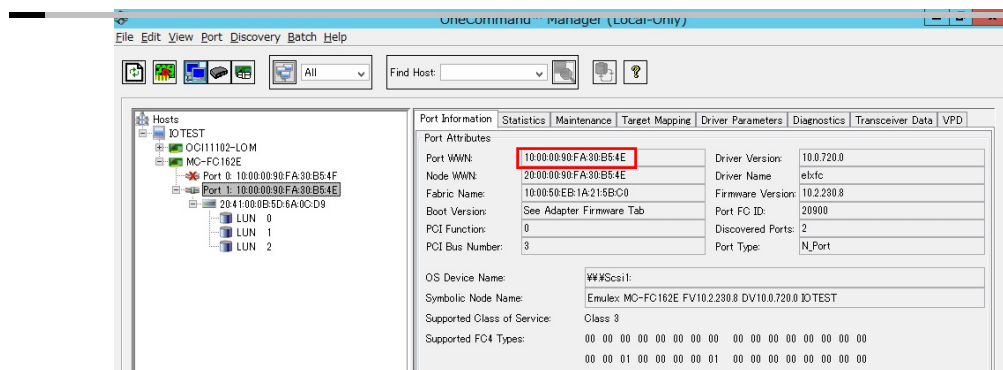 OneCommand™ Manager (Local-Only)
File Edit View Port Discovery Batch Help
All
Find Host:
Hosts
IOTEST
OCI11102-LOM
MC-FC162E
Port 0: 10:00:00:90:FA:30:B5:4F
Port 1: 10:00:00:90:FA:30:B5:4E
20:41:00:0B:5D:6A:0C:D9
LUN 0
LUN 1
LUN 2
Port Information Statistics Maintenance Target Mapping Driver Parameters Diagnostics Transceiver Data VPD
Port Attributes
Port WWN: 10:00:00:90:FA:30:B5:4E Driver Version: 10.0.720.0
Node WWN: 20:00:00:90:FA:30:B5:4E Driver Name elxfc
Fabric Name: 10:00:50:EB:1A:21:5B:C0 Firmware Version: 10.2.230.8
Boot Version: See Adapter Firmware Tab Port FC ID: 20900
PCI Function: 0 Discovered Ports: 2
PCI Bus Number: 3 Port Type: N_Port
OS Device Name: ¥¥.¥Scsi1:
Symbolic Node Name: Emulex MC-FC162E FV10.2.230.8 DV10.0.720.0 IOTEST
Supported Class of Service: Class 3
Supported FC4 Types: 00 00 00 00 00 00 00 00 00 00 00 00 00 00 00 00
00 00 01 00 00 00 00 01 00 00 00 00 00 00 00 00